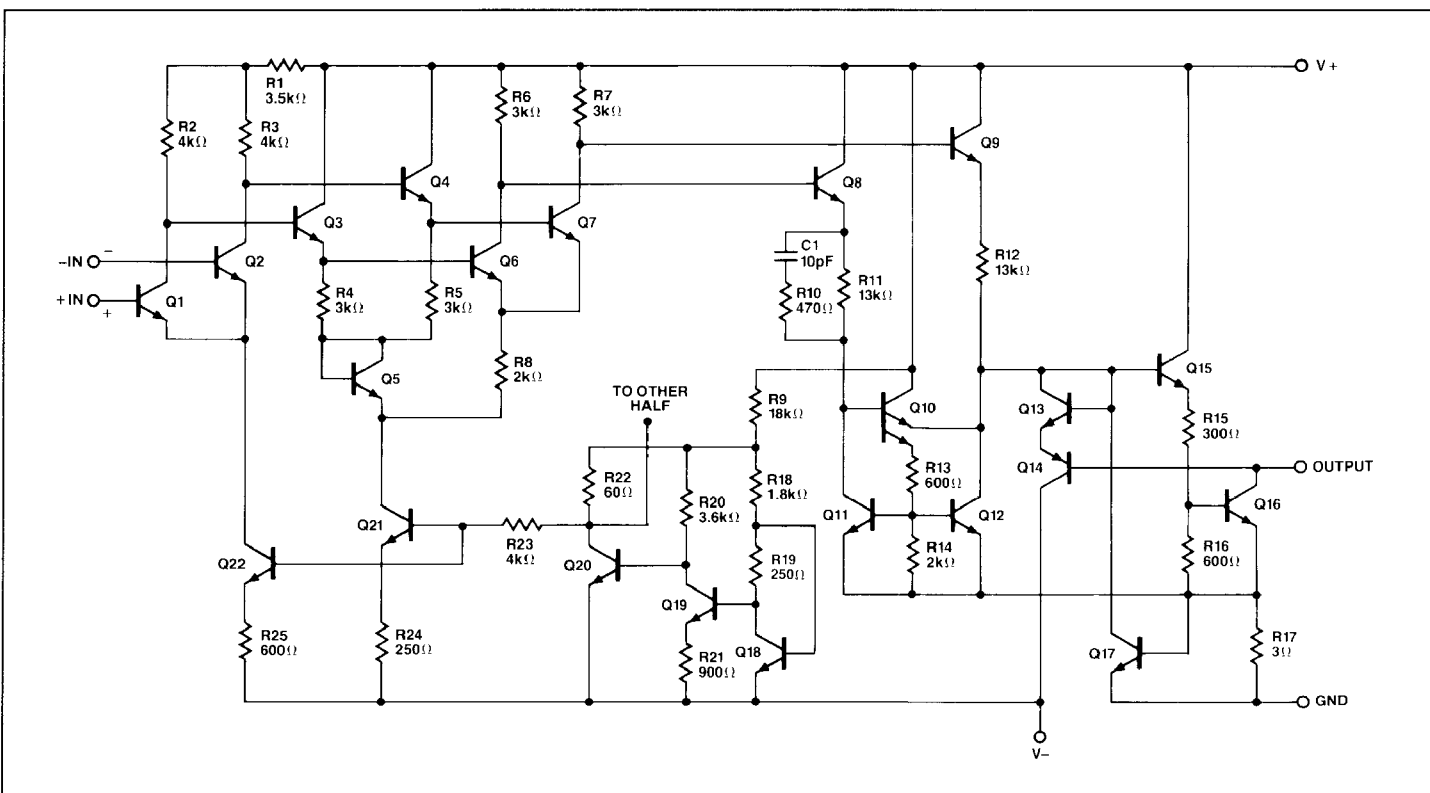 V+
R1
3.5kΩ
R2
4kΩ
R3
4kΩ
R6
3kΩ
R7
3kΩ
Q9
Q4
Q8
Q3
Q7
−
−IN
Q2
Q6
C1
10pF
R12
13kΩ
+IN
+
Q1
R4
3kΩ
R5
3kΩ
R10
470Ω
R11
13kΩ
R8
2kΩ
Q5
Q15
TO OTHER
HALF
R9
18kΩ
Q10
Q13
R15
300Ω
R22
60Ω
R18
1.8kΩ
R13
600Ω
Q14
OUTPUT
R20
3.6kΩ
Q21
R23
4kΩ
Q11
Q12
Q16
Q22
Q20
R19
250Ω
R14
2kΩ
R16
600Ω
Q19
R25
600Ω
R24
250Ω
R21
900Ω
Q18
Q17
R17
3Ω
GND
V−